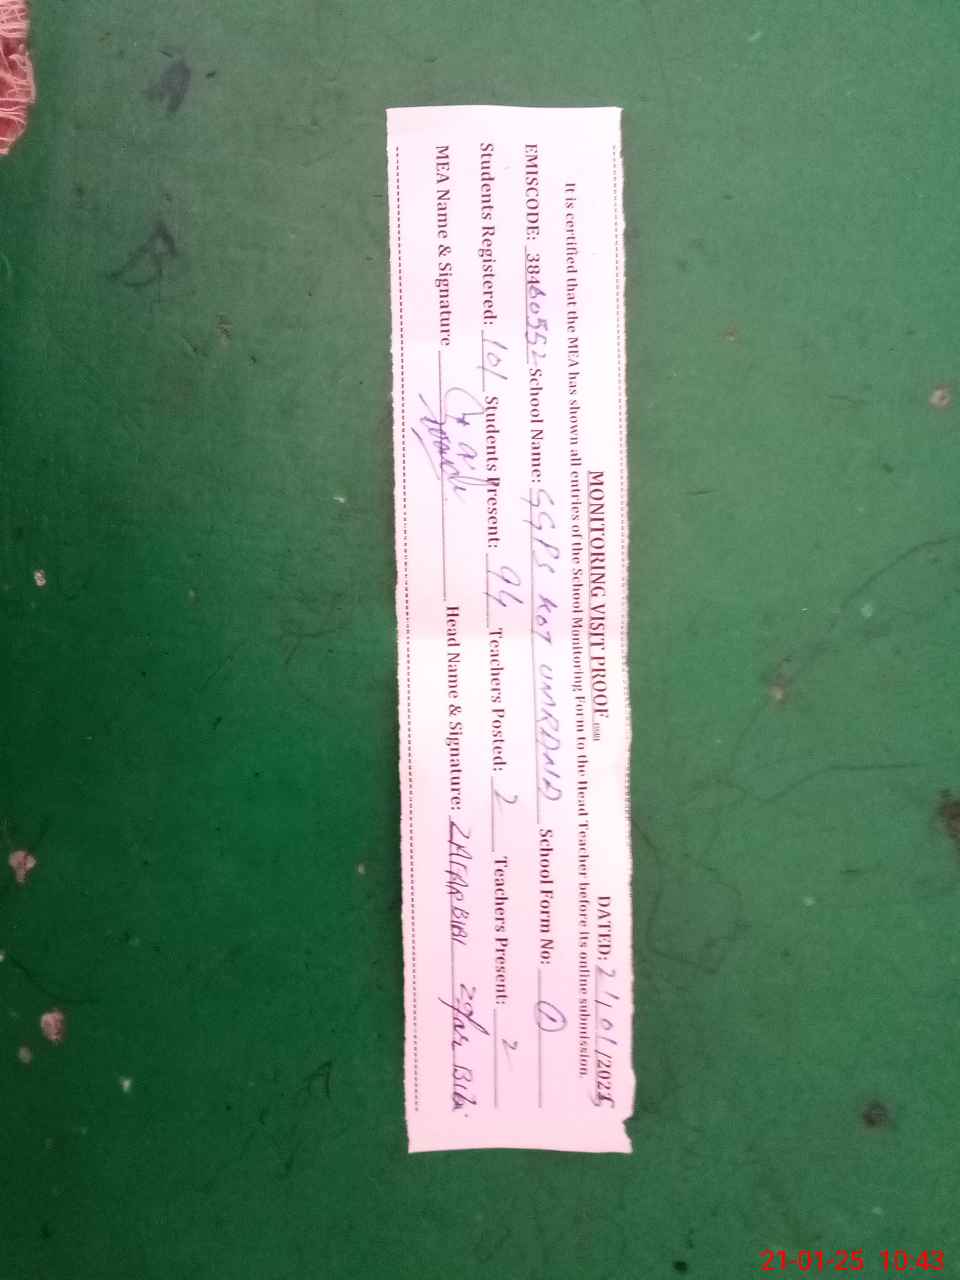 MONITORING VISIT PROOF DATED: 21/01/2025
It is certified that the MEA has shown all entries of the School Monitoring Form to the Head Teacher before its online submission.
EMISCODE: 38460552 School Name: GGPS KOT UMRDAID School Form No: 1
Students Registered: 101 Students Present: 94 Teachers Posted: 2 Teachers Present: 2
MEA Name & Signature Head Name & Signature: ZAFAR BIBI Zafar Bibi
21-01-25 10:43